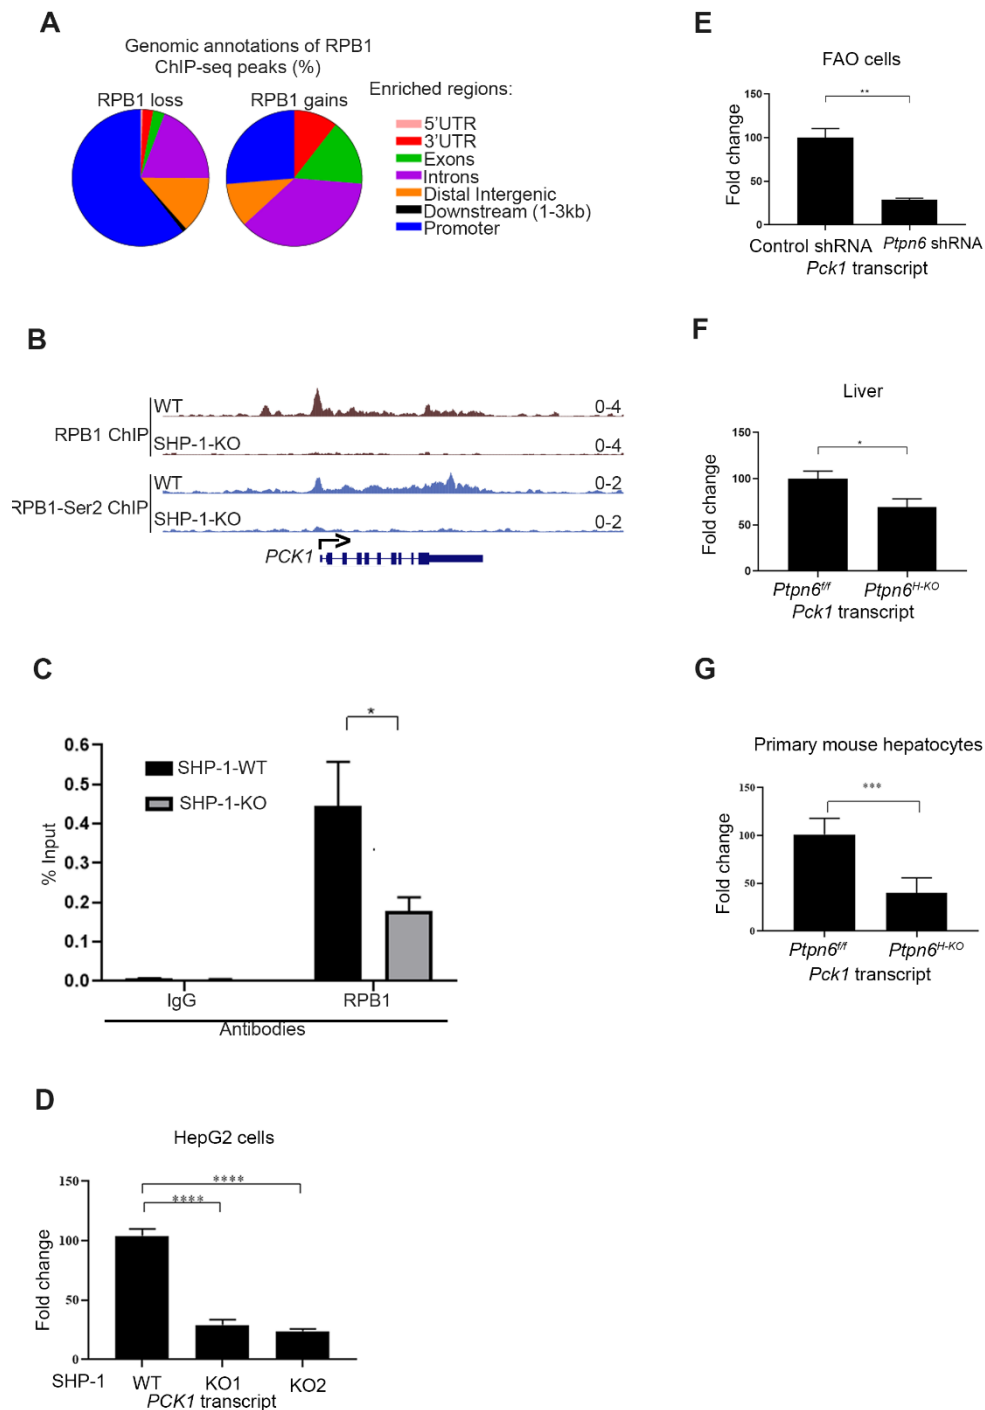 A
Genomic annotations of RPB1
ChIP-seq peaks (%)
RPB1 loss
RPB1 gains
Enriched regions:
5'UTR
3'UTR
Exons
Introns
Distal Intergenic
Downstream (1-3kb)
Promoter
B
RPB1 ChIP
WT
0-4
SHP-1-KO
0-4
RPB1-Ser2 ChIP
WT
0-2
SHP-1-KO
0-2
PCK1
C
*
SHP-1-WT
SHP-1-KO
% Input
0.6
0.5
0.4
0.3
0.2
0.1
0.0
IgG
RPB1
Antibodies
D
HepG2 cells
****
****
Fold change
150
100
50
0
SHP-1
WT
KO1
KO2
PCK1 transcript
E
FAO cells
**
Fold change
150
100
50
0
Control shRNA
Ptpn6 shRNA
Pck1 transcript
F
Liver
*
Fold change
150
100
50
0
Ptpn6f/f
Ptpn6H-KO
Pck1 transcript
G
Primary mouse hepatocytes
***
Fold change
150
100
50
0
Ptpn6f/f
Ptpn6H-KO
Pck1 transcript